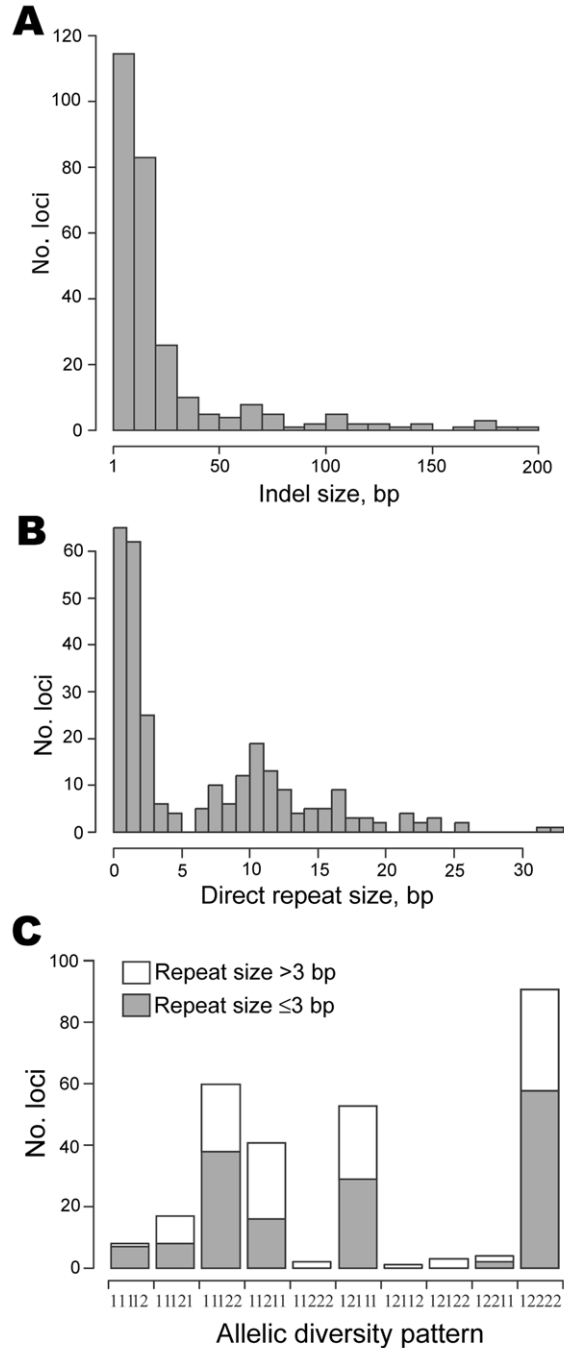 A
120
100
80
60
40
20
0
No. loci
1 50 100 150 200
Indel size, bp
B
60
50
40
30
20
10
0
No. loci
0 5 10 15 20 25 30
Direct repeat size, bp
C
100
80
60
40
20
0
No. loci
Repeat size >3 bp
Repeat size ≤3 bp
11112 11121 11122 11211 11222 12111 12112 12122 12211 12222
Allelic diversity pattern